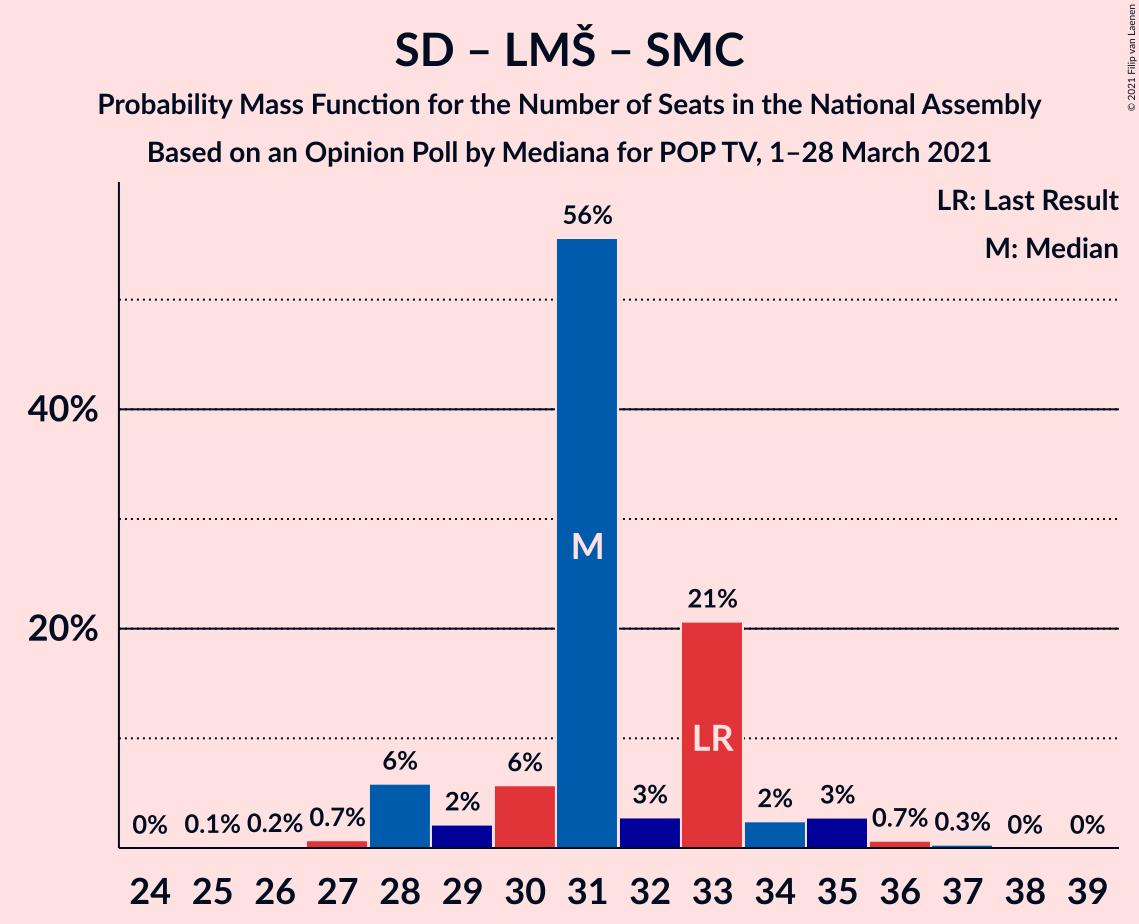 SD – LMŠ – SMC
Probability Mass Function for the Number of Seats in the National Assembly
Based on an Opinion Poll by Mediana for POP TV, 1–28 March 2021
© 2021 Filip van Laenen
LR: Last Result
M: Median
40%
20%
0%
0.1%
0.2%
0.7%
6%
2%
6%
56%
3%
21%
2%
3%
0.7%
0.3%
0%
0%
M
LR
24 25 26 27 28 29 30 31 32 33 34 35 36 37 38 39